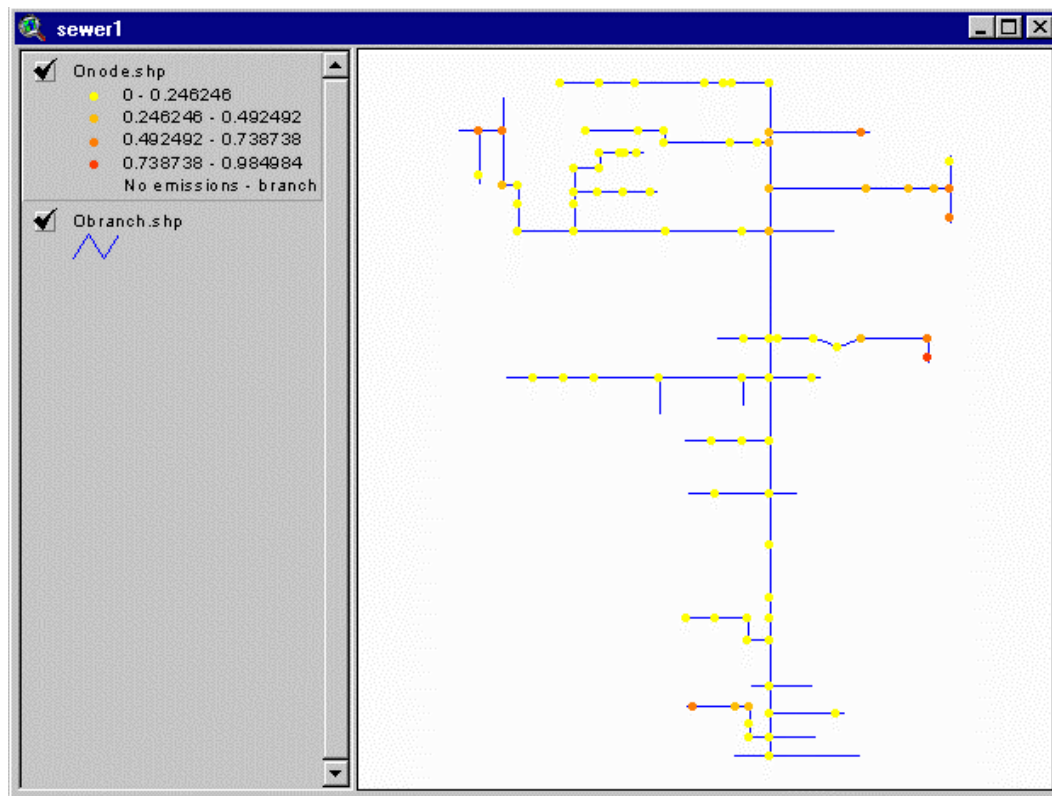 sewer1
Onode.shp
0 - 0.246246
0.246246 - 0.492492
0.492492 - 0.738738
0.738738 - 0.984984
No emissions - branch
Obranch.shp